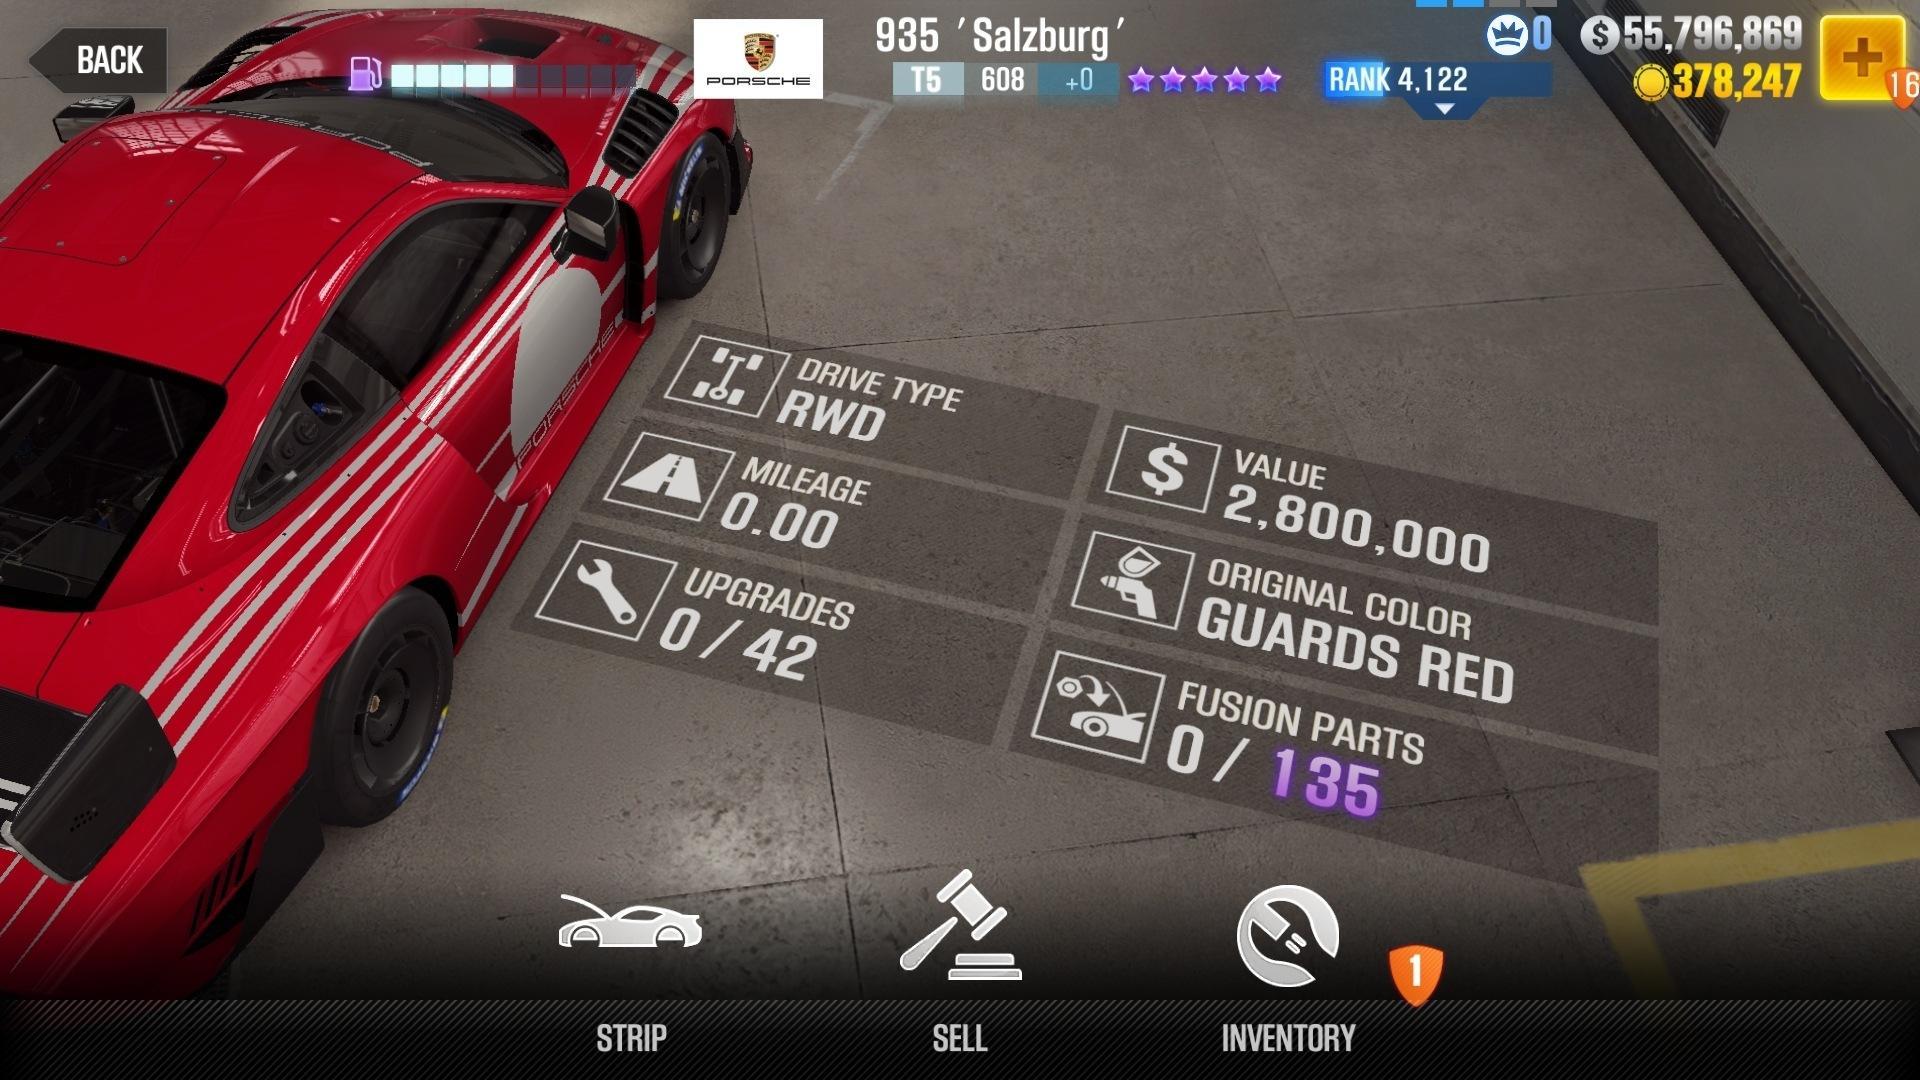 BACK
PORSCHE
935 'Salzburg'
T5 608 +0
RANK 4,122
0
$ 55,796,869
378,247
16
PORSCHE
DRIVE TYPE
RWD
MILEAGE
0.00
UPGRADES
0/42
$ VALUE
2,800,000
ORIGINAL COLOR
GUARDS RED
FUSION PARTS
0/135
STRIP
SELL
INVENTORY
1